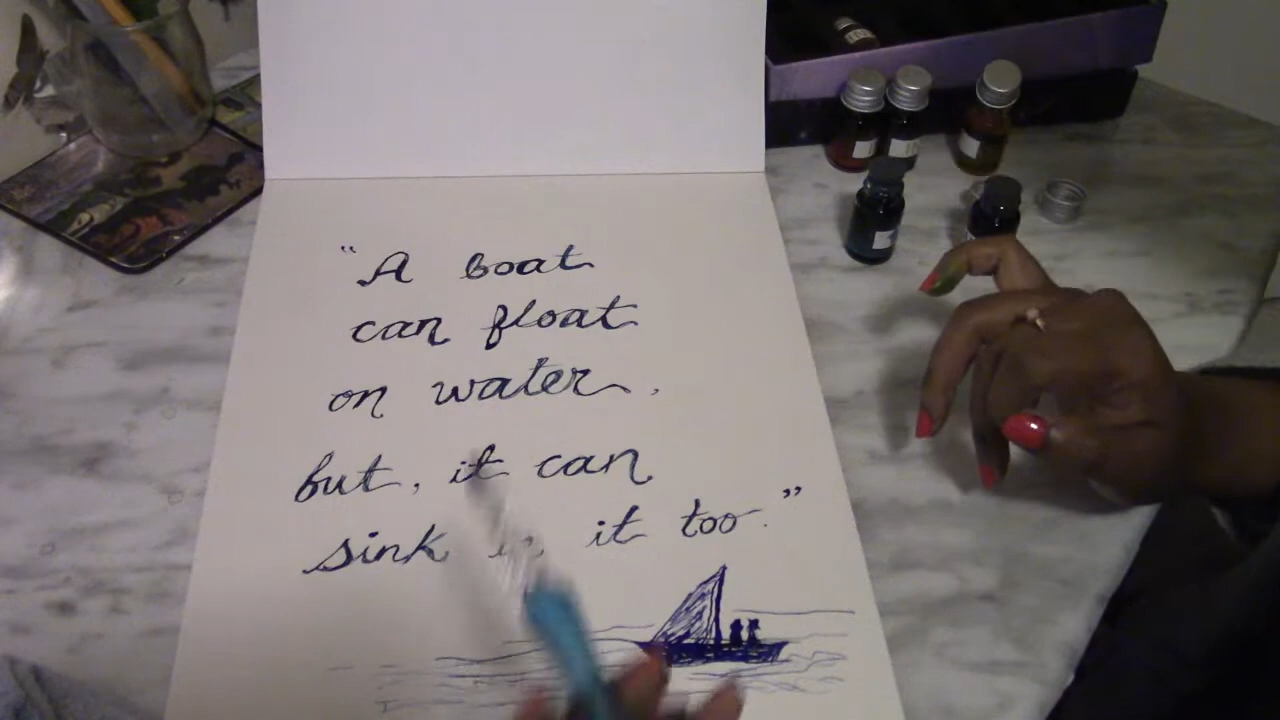 "A boat
can float
on water,
but, it can
sink it too."